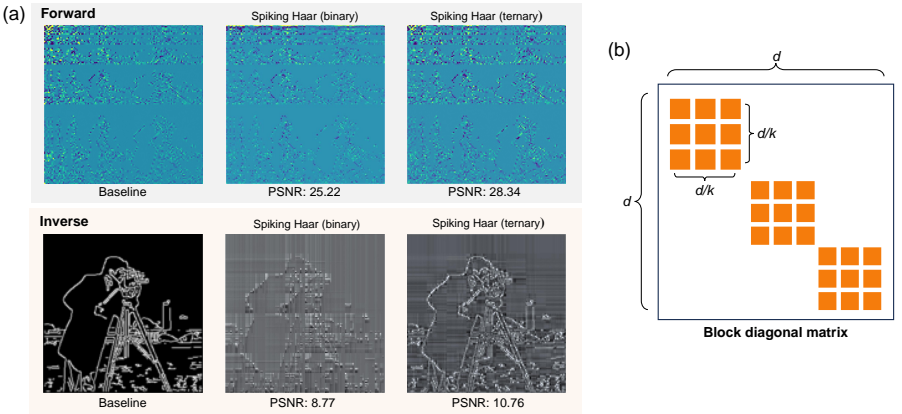 (a)
Forward
Spiking Haar (binary)
Spiking Haar (ternary)
Baseline
PSNR: 25.22
PSNR: 28.34
Inverse
Spiking Haar (binary)
Spiking Haar (ternary)
Baseline
PSNR: 8.77
PSNR: 10.76
(b)
d
d
d/k
d/k
Block diagonal matrix